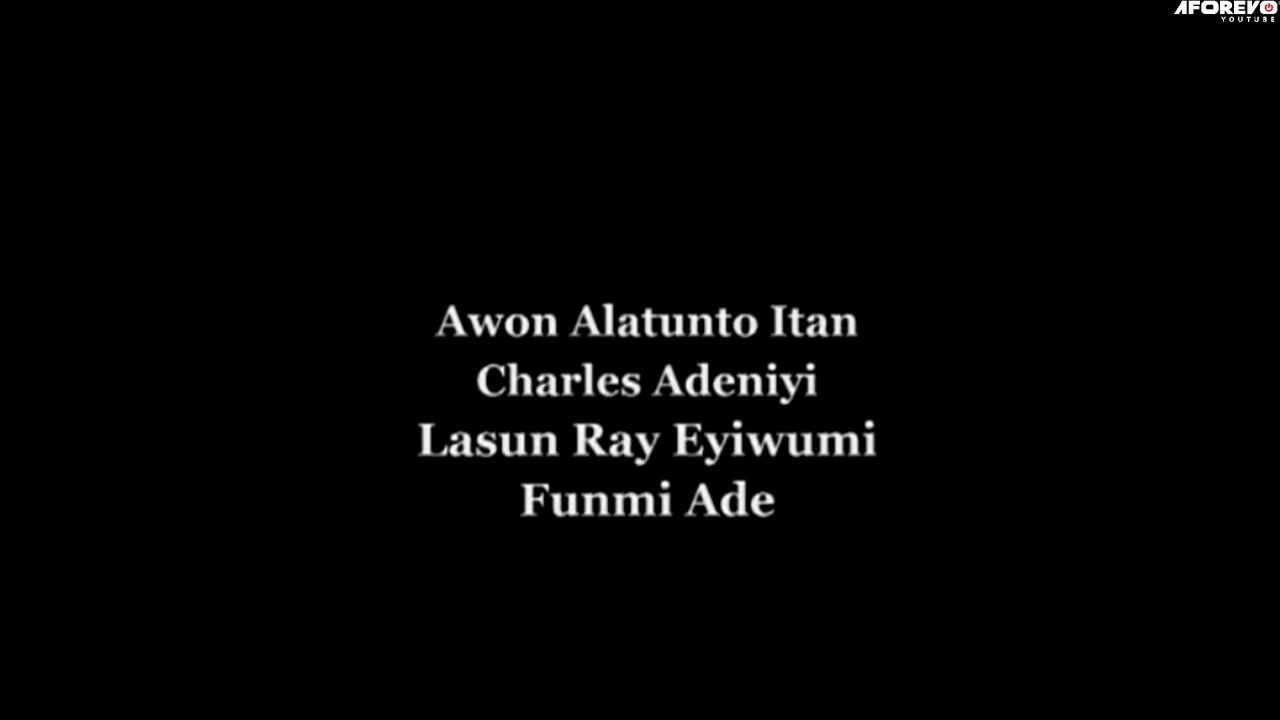 AFOREVO
YOUTUBE
Awon Alatunto Itan
Charles Adeniyi
Lasun Ray Eyiwumi
Funmi Ade